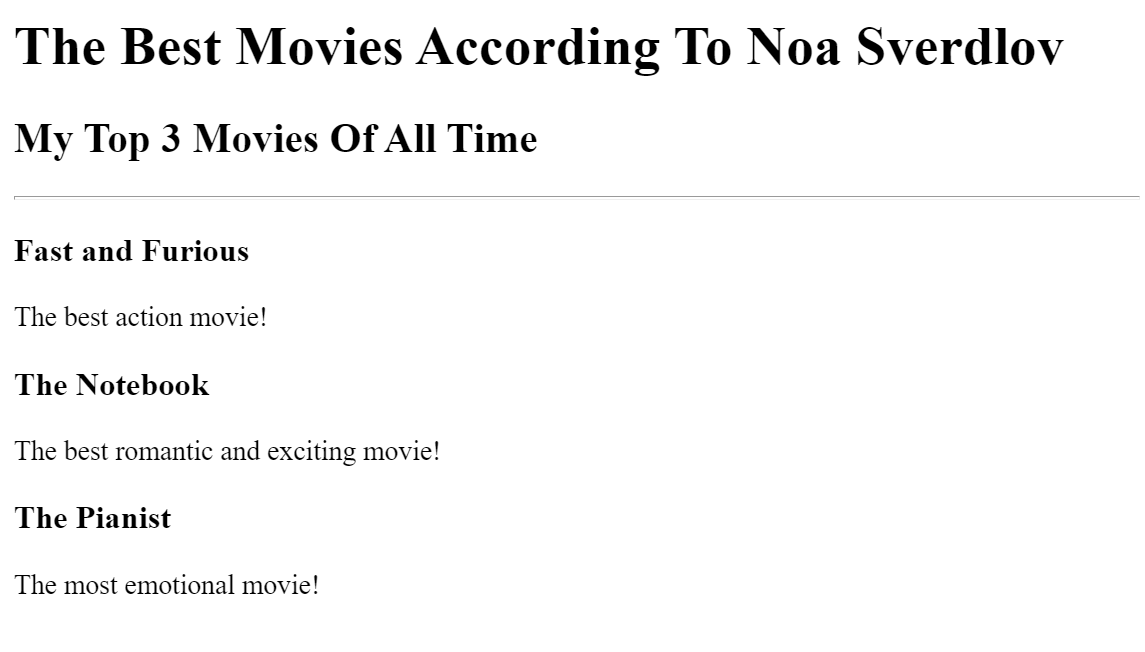 The Best Movies According To Noa Sverdlov
My Top 3 Movies Of All Time
Fast and Furious
The best action movie!
The Notebook
The best romantic and exciting movie!
The Pianist
The most emotional movie!